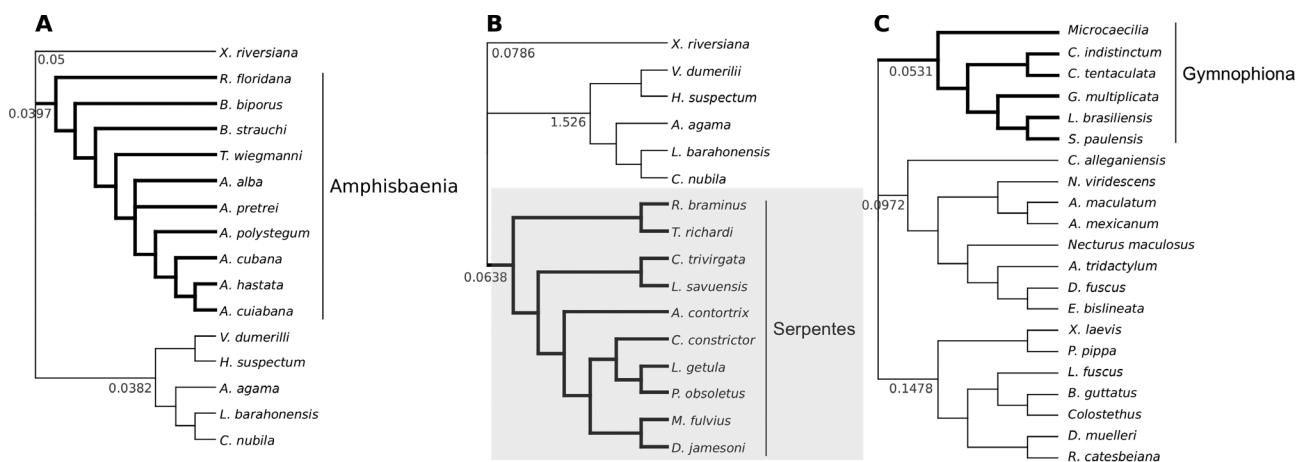 A
X. riversiana
0.05
R. floridana
0.0397
B. biporus
B. strauchi
T. wiegmanni
A. alba
Amphisbaenia
A. pretrei
A. polystegum
A. cubana
A. hastata
A. cuiabana
V. dumerilli
H. suspectum
0.0382
A. agama
L. barahonensis
C. nubila
B
X. riversiana
0.0786
V. dumerilii
H. suspectum
1.526
A. agama
L. barahonensis
C. nubila
R. braminus
T. richardi
0.0638
C. trivirgata
L. savuensis
A. contortrix
Serpentes
C. constrictor
L. getula
P. obsoletus
M. fulvius
D. jamesoni
C
Microcaecilia
C. indistinctum
0.0531
C. tentaculata
Gymnophiona
G. multiplicata
L. brasiliensis
S. paulensis
C. alleganiensis
N. viridescens
0.0972
A. maculatum
A. mexicanum
Necturus maculosus
A. tridactylum
D. fuscus
E. bislineata
X. laevis
P. pippa
L. fuscus
0.1478
B. guttatus
Colostethus
D. muelleri
R. catesbeiana